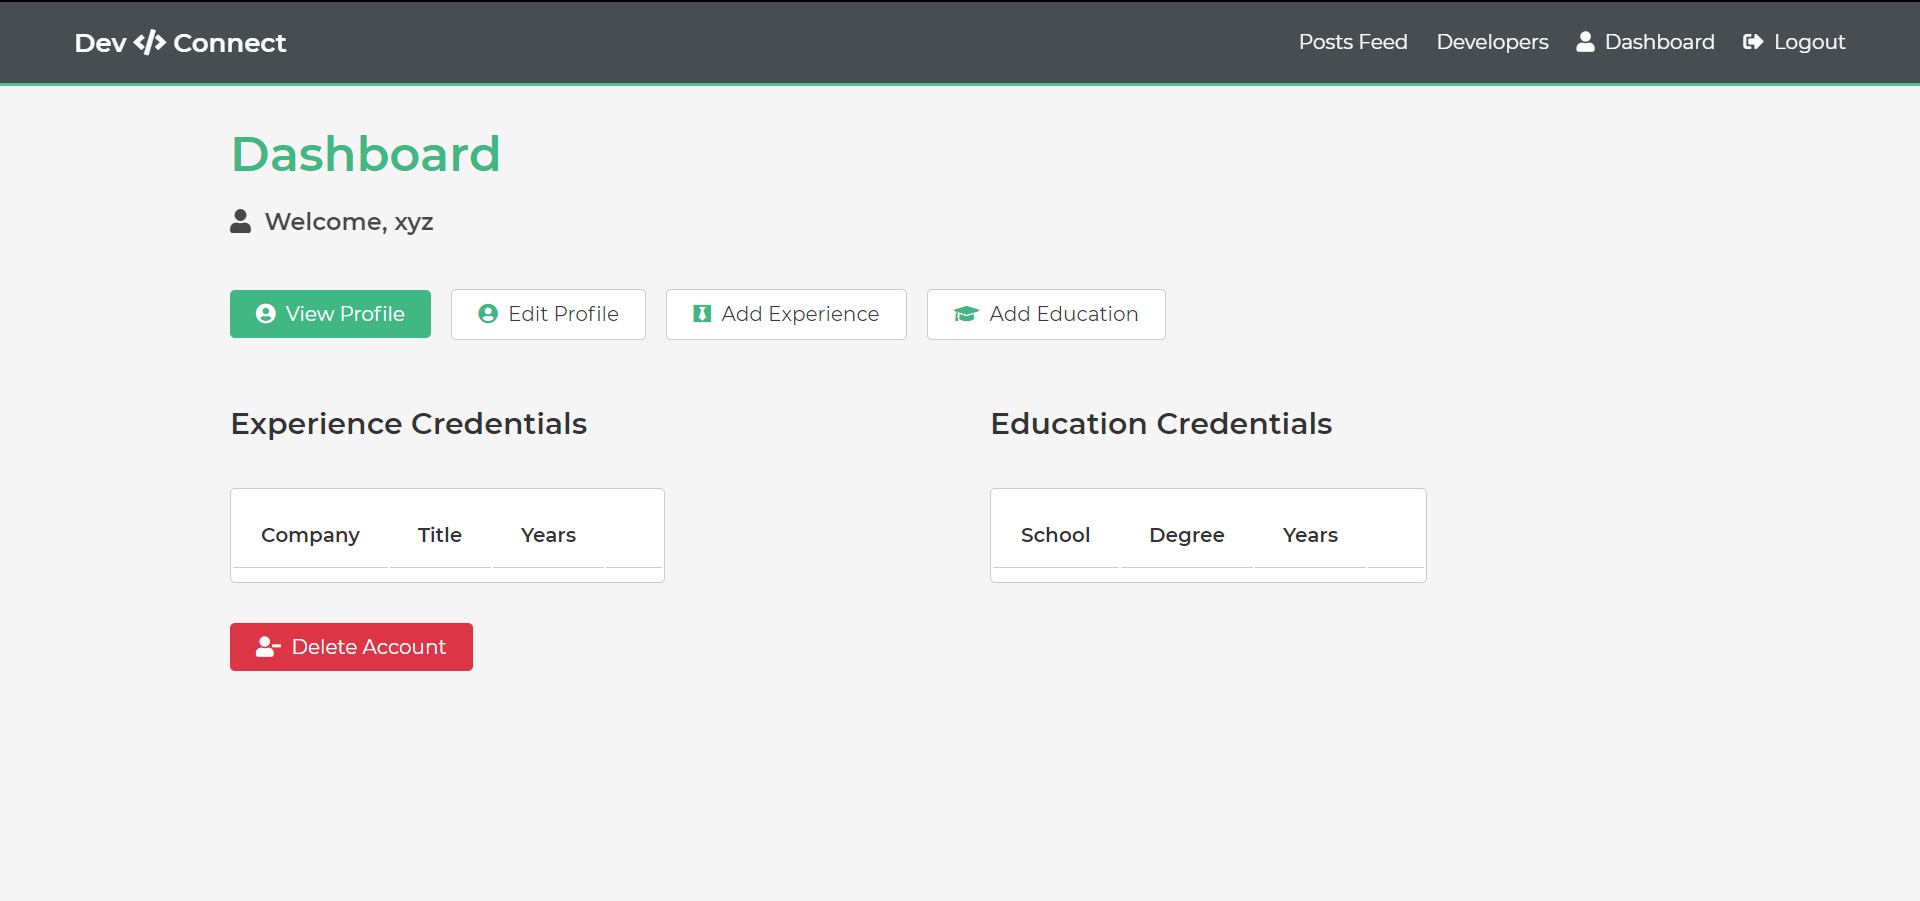 Dev </> Connect
Posts Feed Developers Dashboard Logout
Dashboard
Welcome, xyz
View Profile Edit Profile Add Experience Add Education
Experience Credentials
Company Title Years
Education Credentials
School Degree Years
Delete Account